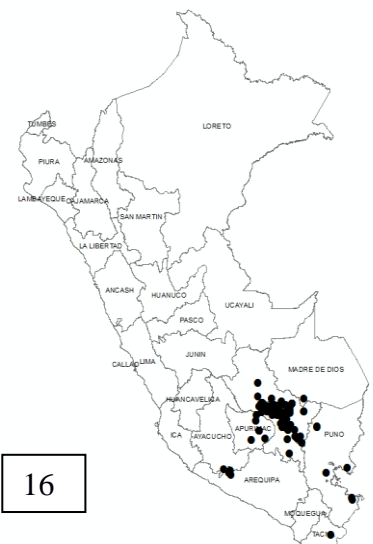 LORETO
TUMBES
PIURA
AMAZONAS
LAMBAYEQUE
CAJAMARCA
SAN MARTIN
LA LIBERTAD
ANCASH
HUANUCO
UCAYALI
PASCO
JUNIN
CALLAO
LIMA
MADRE DE DIOS
HUANCAVELICA
ICA
AYACUCHO
PUNO
AREQUIPA
16
MOQUEGUA